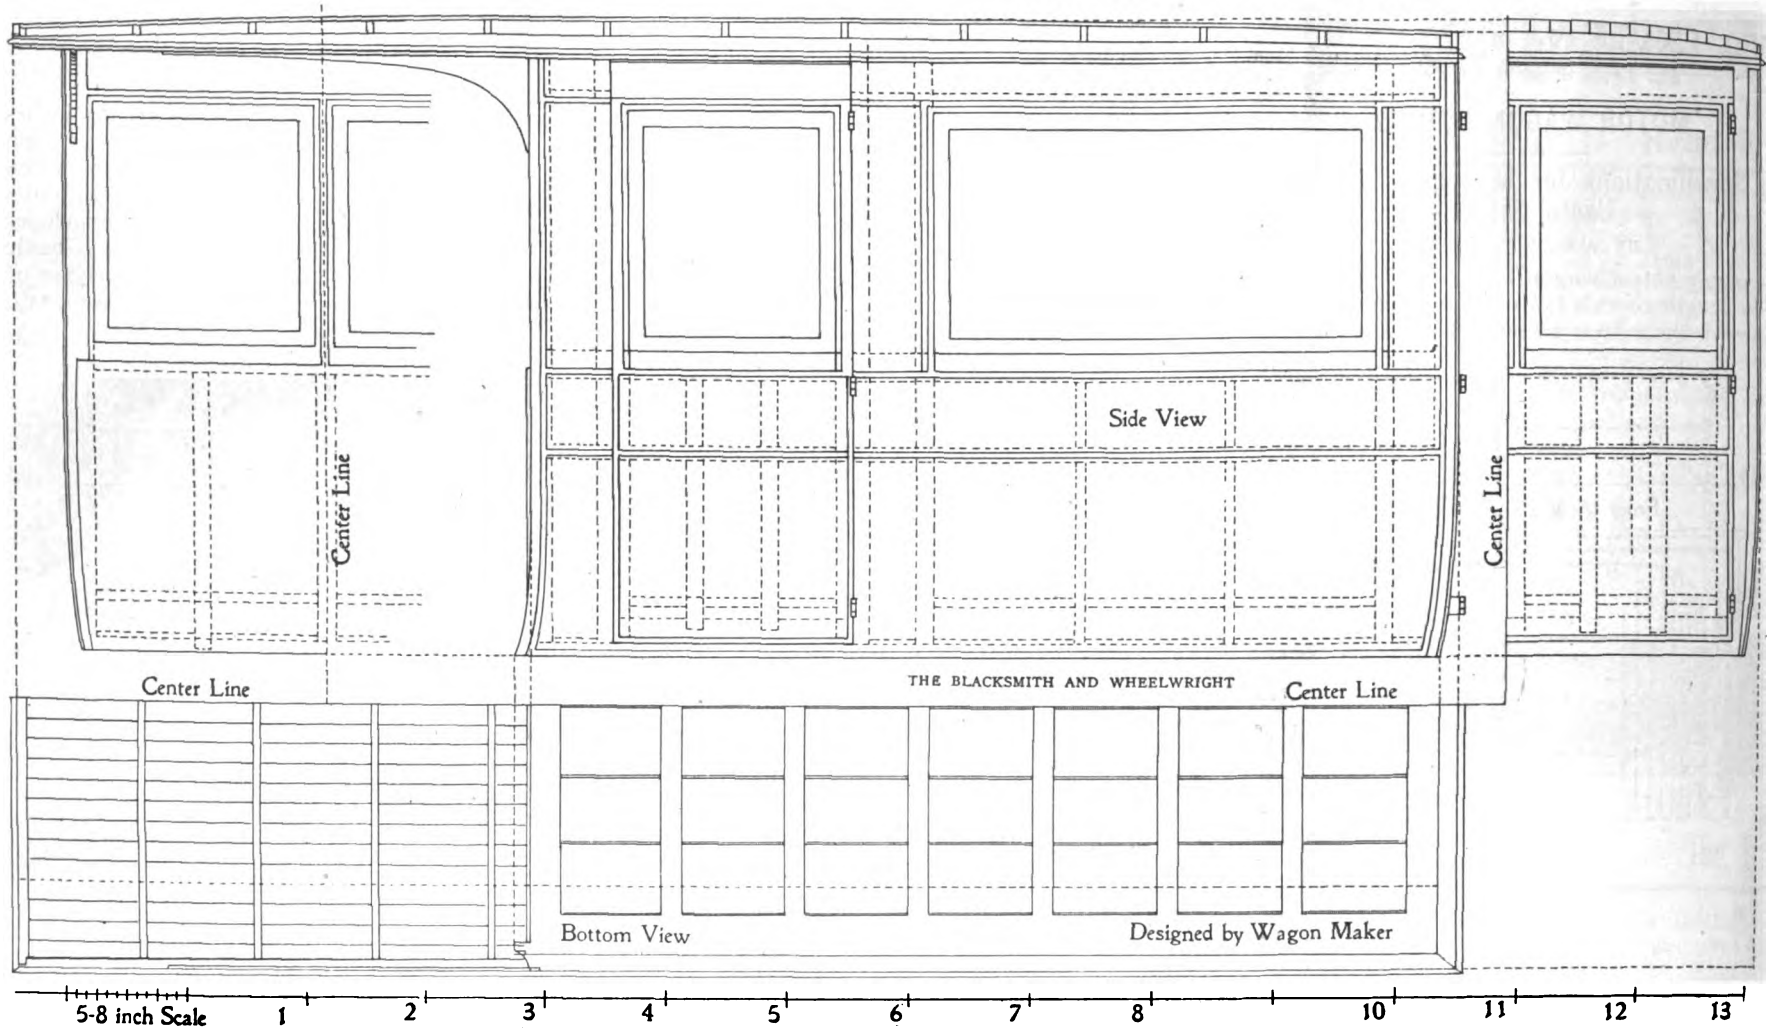 Side View
Center Line
Center Line
Center Line
THE BLACKSMITH AND WHEELWRIGHT
Center Line
Bottom View
Designed by Wagon Maker
5-8 inch Scale 1 2 3 4 5 6 7 8 10 11 12 13